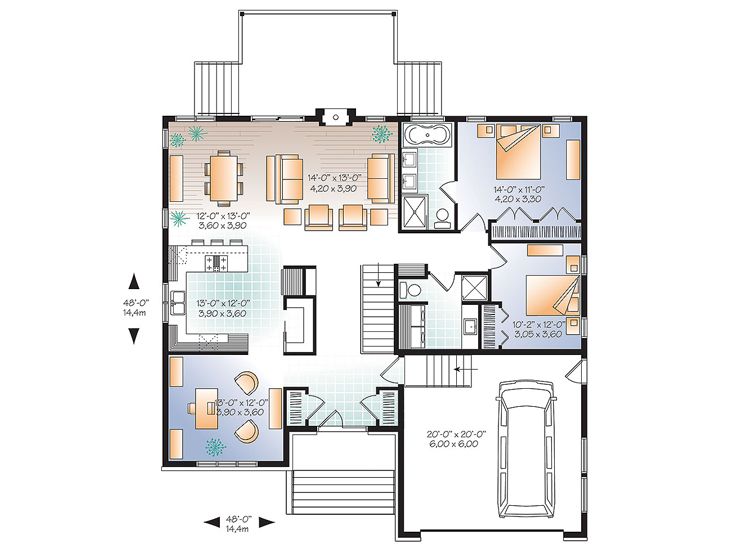 14'-0" x 13'-0"
4,20 x 3,90
14'-0" x 11'-0"
4,20 x 3,30
12'-0" x 13'-0"
3,60 x 3,90
48'-0"
14,4m
13'-0" x 12'-0"
3,90 x 3,60
10'-2" x 12'-0"
3,05 x 3,60
13'-0" x 12'-0"
3,90 x 3,60
20'-0" x 20'-0"
6,00 x 6,00
48'-0"
14,4m